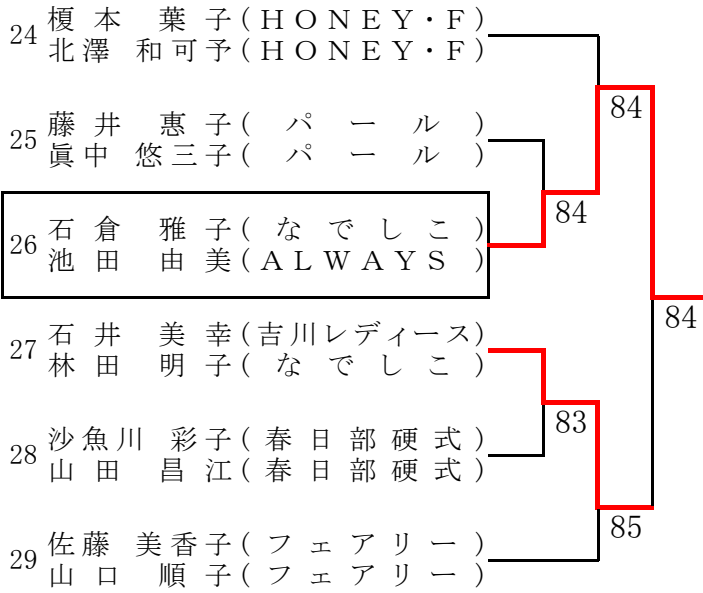 24 榎本 葉子(HONEY・F)
北澤 和可予(HONEY・F)
84
25 藤井 惠子(パール)
眞中 悠三子(パール)
84
26 石倉 雅子(なでしこ)
池田 由美(ALWAYS)
84
27 石井 美幸(吉川レディース)
林田 明子(なでしこ)
83
28 沙魚川 彩子(春日部硬式)
山田 昌江(春日部硬式)
85
29 佐藤 美香子(フェアリー)
山口 順子(フェアリー)